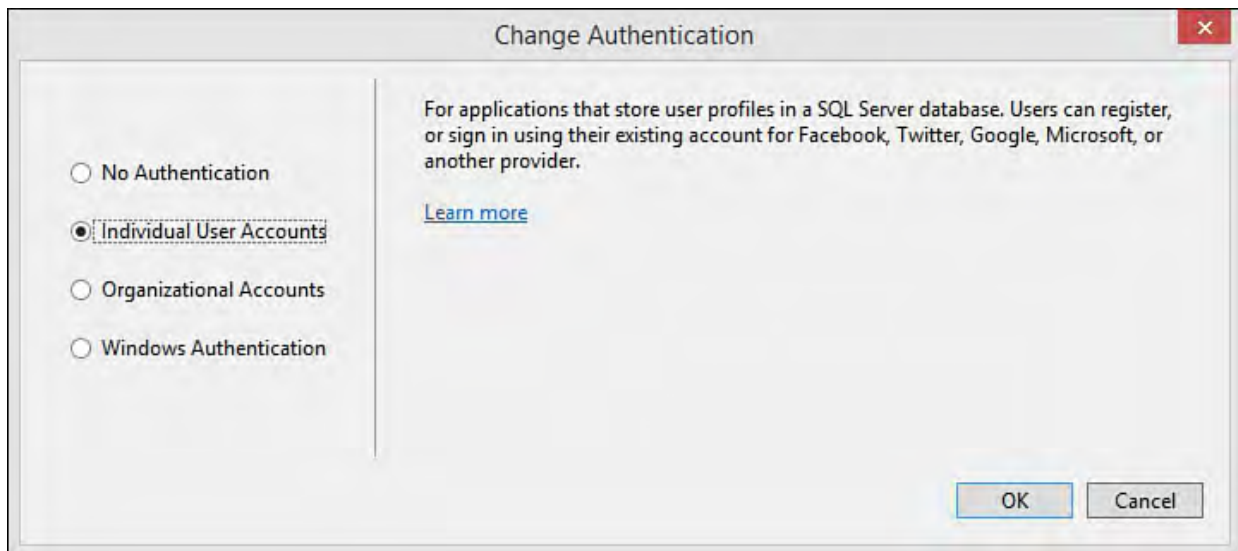 Change Authentication
No Authentication
Individual User Accounts
Organizational Accounts
Windows Authentication
For applications that store user profiles in a SQL Server database. Users can register,
or sign in using their existing account for Facebook, Twitter, Google, Microsoft, or
another provider.
Learn more
OK
Cancel